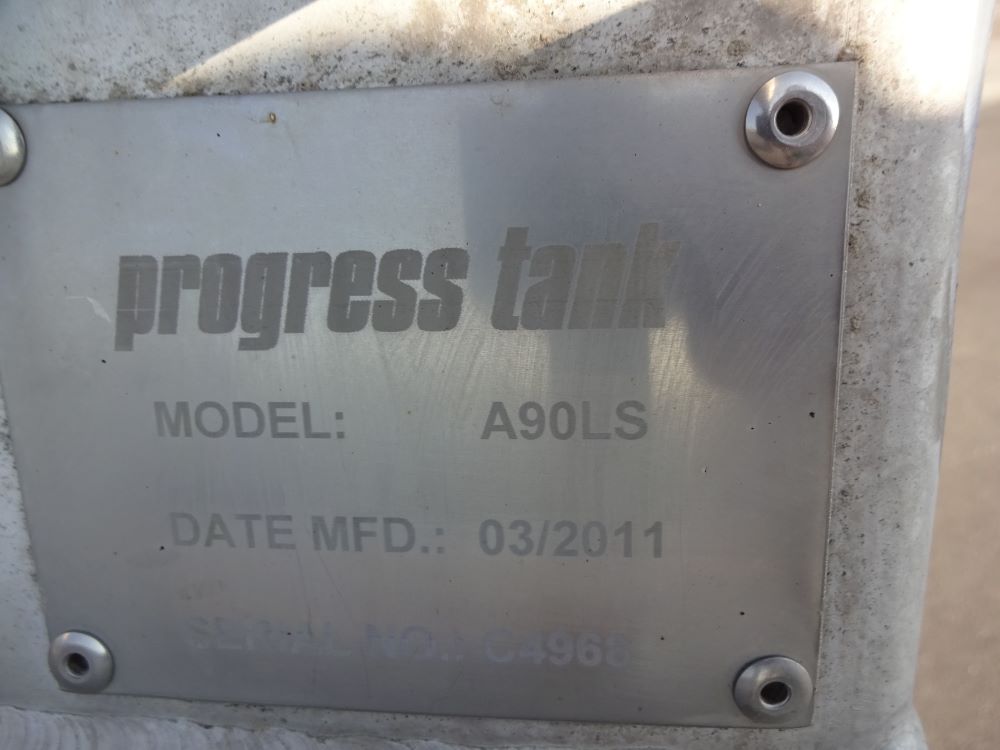 progress tank
MODEL: A90LS
DATE MFD.: 03/2011
SERIAL NO.: C4968